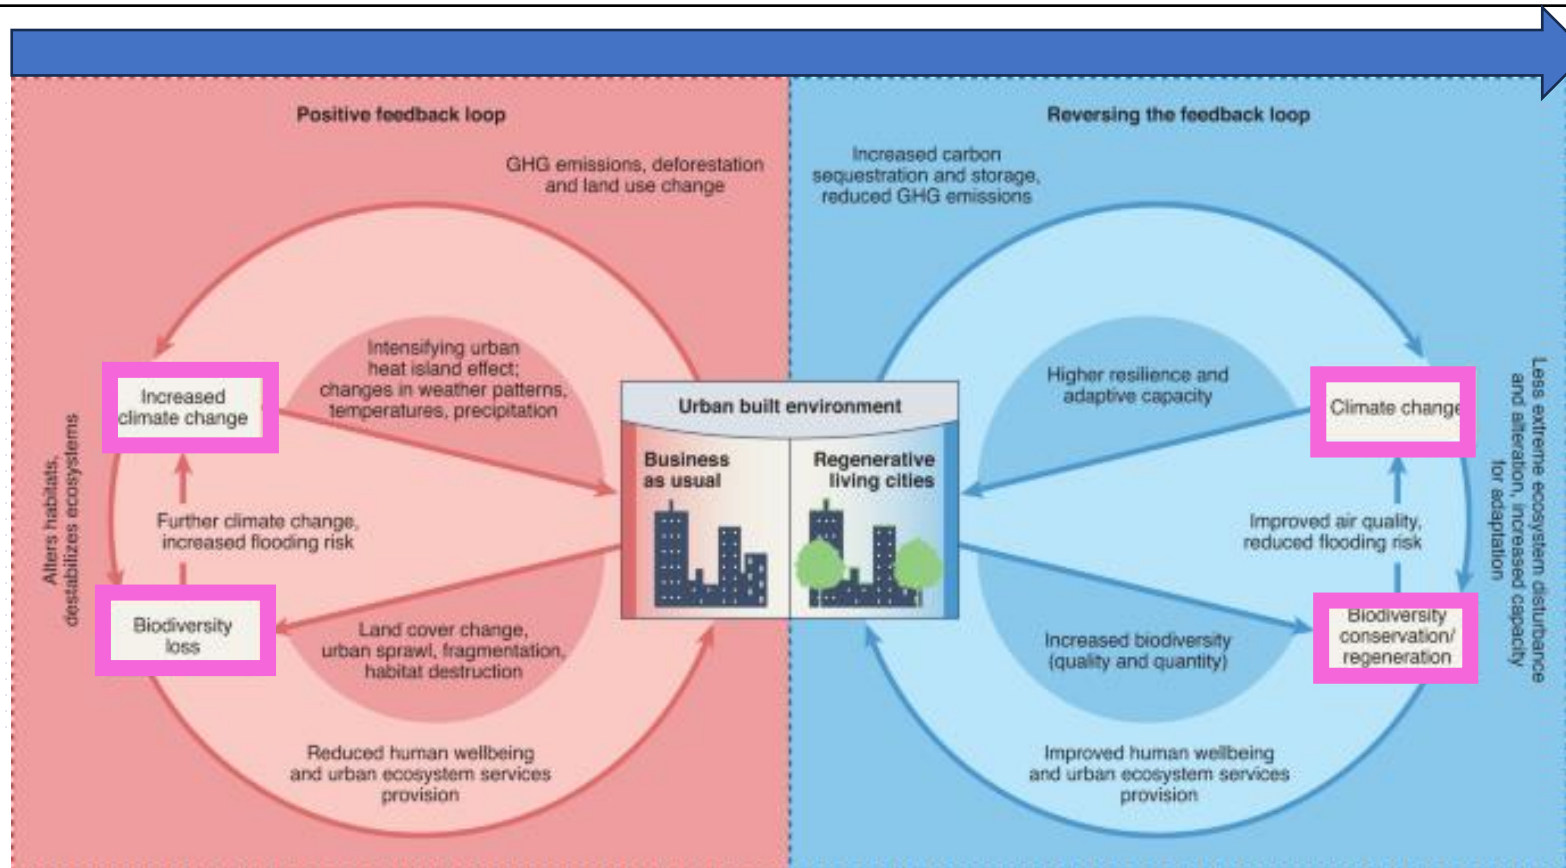 Positive feedback loop
GHG emissions, deforestation
and land use change
Intensifying urban
heat island effect;
changes in weather patterns,
temperatures, precipitation
Increased
climate change
Alters habitats,
destabilizes ecosystems
Further climate change,
increased flooding risk
Biodiversity
loss
Land cover change,
urban sprawl, fragmentation,
habitat destruction
Reduced human wellbeing
and urban ecosystem services
provision
Urban built environment
Business
as usual
Regenerative
living cities
Reversing the feedback loop
Increased carbon
sequestration and storage,
reduced GHG emissions
Higher resilience and
adaptive capacity
Climate change
Less extreme ecosystem disturbance
and alteration, increased capacity
for adaptation
Improved air quality,
reduced flooding risk
Biodiversity
conservation/
regeneration
Increased biodiversity
(quality and quantity)
Improved human wellbeing
and urban ecosystem services
provision